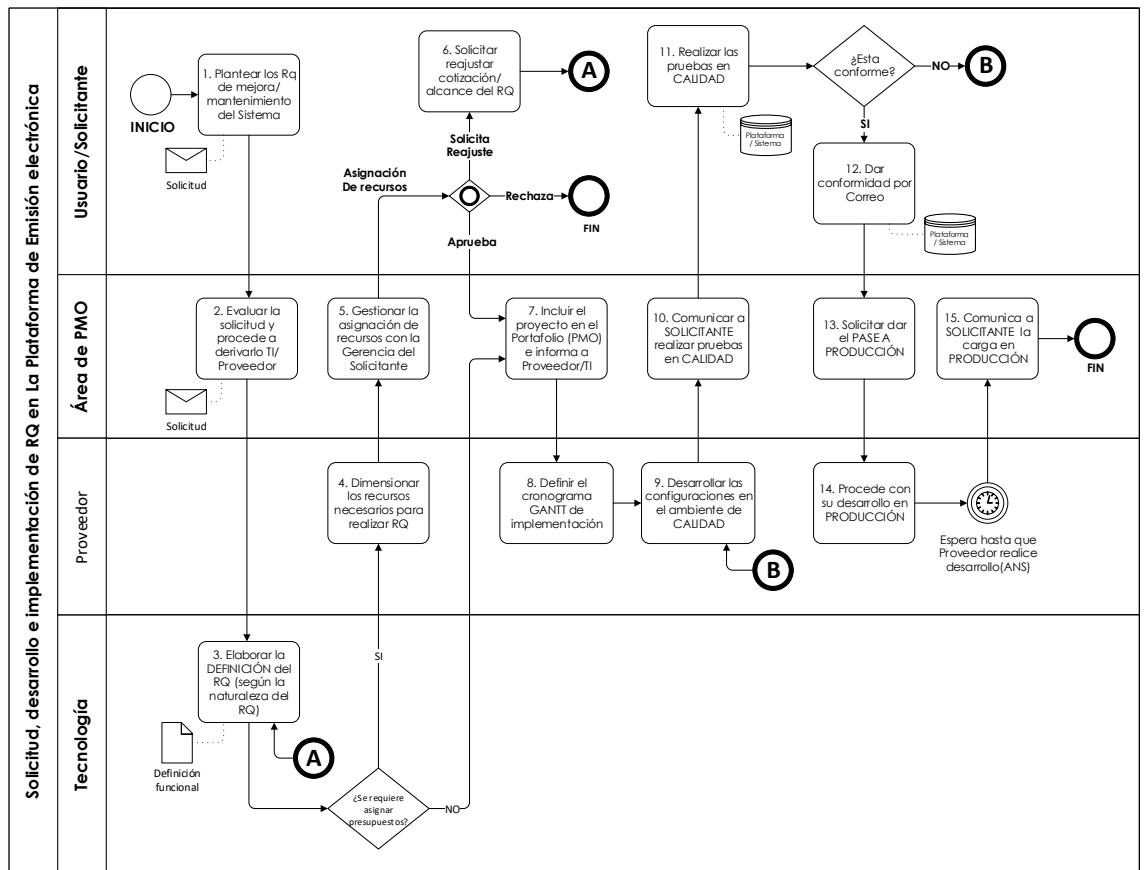 Solicitud, desarrollo e implementación de RQ en La Plataforma de Emisión electrónica
Usuario/Solicitante
INICIO
1. Plantear los Rq
de mejora/
mantenimiento
del Sistema
Solicitud
6. Solicitar
reajustar
cotización/
alcance del RQ
A
Solicita
Reajuste
Asignación
De recursos
Rechaza
FIN
Aprueba
11. Realizar las
pruebas en
CALIDAD
Plataforma
/ Sistema
¿Esta
conforme?
NO
B
SI
12. Dar
conformidad por
Correo
Plataforma
/ Sistema
Área de PMO
2. Evaluar la
solicitud y
procede a
derivarlo TI/
Proveedor
Solicitud
5. Gestionar la
asignación de
recursos con la
Gerencia del
Solicitante
7. Incluir el
proyecto en el
Portafolio (PMO)
e informa a
Proveedor/TI
10. Comunicar a
SOLICITANTE
realizar pruebas
en CALIDAD
13. Solicitar dar
el PASE A
PRODUCCIÓN
15. Comunica a
SOLICITANTE la
carga en
PRODUCCIÓN
FIN
Proveedor
4. Dimensionar
los recursos
necesarios para
realizar RQ
8. Definir el
cronograma
GANTT de
implementación
9. Desarrollar las
configuraciones en
el ambiente de
CALIDAD
B
14. Procede con
su desarrollo en
PRODUCCIÓN
Espera hasta que
Proveedor realice
desarrollo(ANS)
Tecnología
3. Elaborar la
DEFINICIÓN del
RQ (según la
naturaleza del
RQ)
Definición
funcional
A
SI
¿Se requiere
asignar
presupuestos?
NO